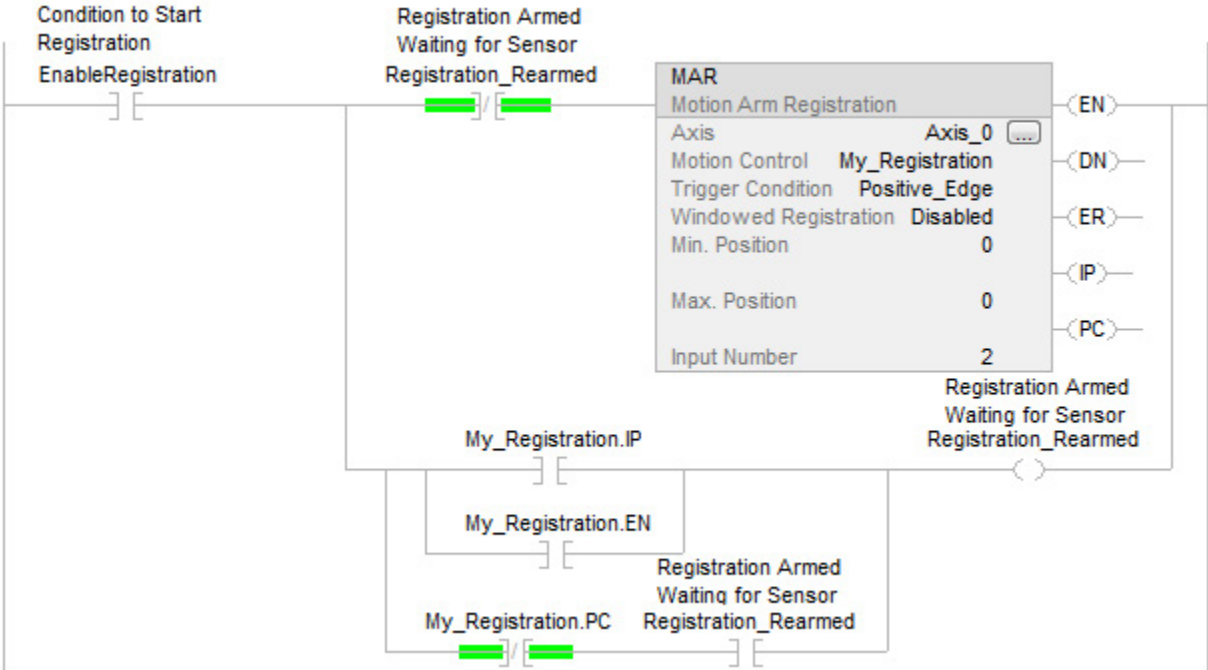 Condition to Start
Registration
EnableRegistration
Registration Armed
Waiting for Sensor
Registration_Rearmed
MAR
Motion Arm Registration
Axis Axis_0 ...
Motion Control My_Registration
Trigger Condition Positive_Edge
Windowed Registration Disabled
Min. Position 0
Max. Position 0
Input Number 2
EN
DN
ER
IP
PC
Registration Armed
Waiting for Sensor
Registration_Rearmed
My_Registration.IP
My_Registration.EN
Registration Armed
Waiting for Sensor
My_Registration.PC Registration_Rearmed